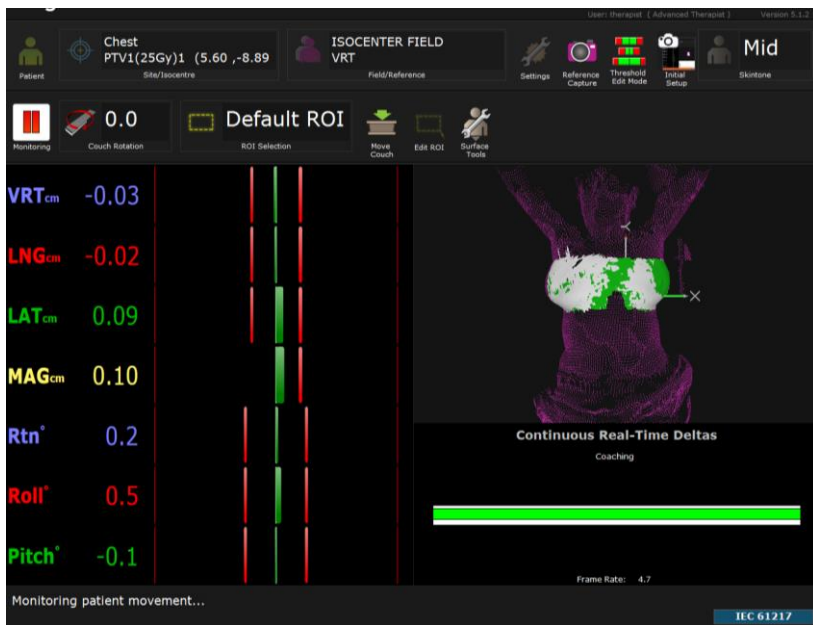 User: therapist ( Advanced Therapist ) Version 5.1.2
Patient
Chest
PTV1(25Gy)1 (5.60 ,-8.89
Site/Isocentre
ISOCENTER FIELD
VRT
Field/Reference
Settings
Reference
Capture
Threshold
Edit Mode
Initial
Setup
Mid
Skintone
Monitoring
0.0
Couch Rotation
Default ROI
ROI Selection
Move
Couch
Edit ROI
Surface
Tools
VRTcm -0.03
LNGcm -0.02
LATcm 0.09
MAGcm 0.10
Rtn° 0.2
Roll° 0.5
Pitch° -0.1
Y
X
Continuous Real-Time Deltas
Coaching
Frame Rate: 4.7
Monitoring patient movement...
IEC 61217